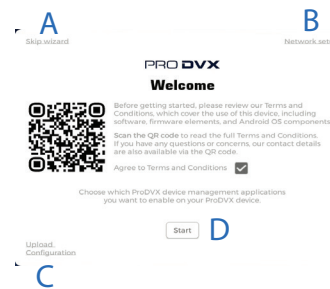 A
B
Skip wizard
Network set
PRO DVX
Welcome
Before getting started, please review our Terms and
Conditions, which cover the use of this device, including
software, firmware elements, and Android OS components
Scan the QR code to read the full Terms and Conditions.
If you have any questions or concerns, our contact details
are also available via the QR code.
Agree to Terms and Conditions
Choose which ProDVX device management applications
you want to enable on your ProDVX device.
Start
D
Upload
Configuration
C